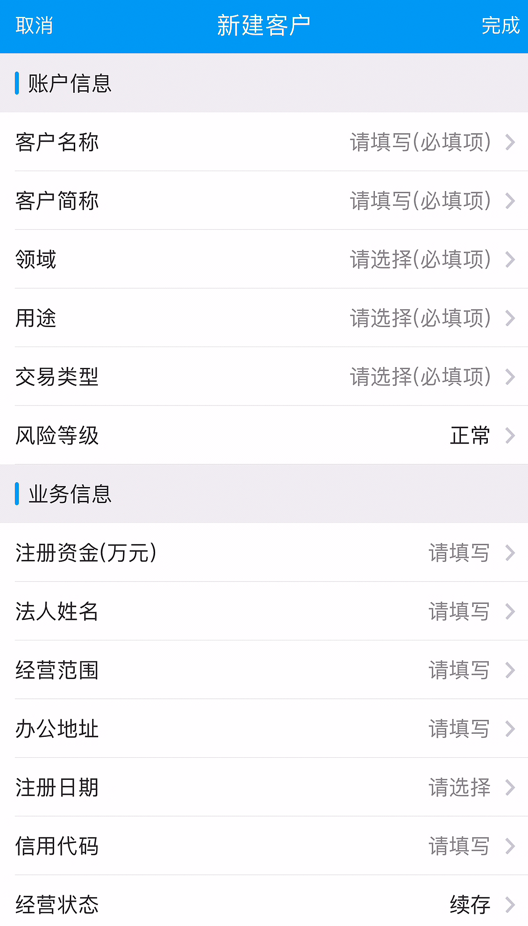 取消 新建客户 完成
账户信息
客户名称 请填写(必填项)
客户简称 请填写(必填项)
领域 请选择(必填项)
用途 请选择(必填项)
交易类型 请选择(必填项)
风险等级 正常
业务信息
注册资金(万元) 请填写
法人姓名 请填写
经营范围 请填写
办公地址 请填写
注册日期 请选择
信用代码 请填写
经营状态 续存